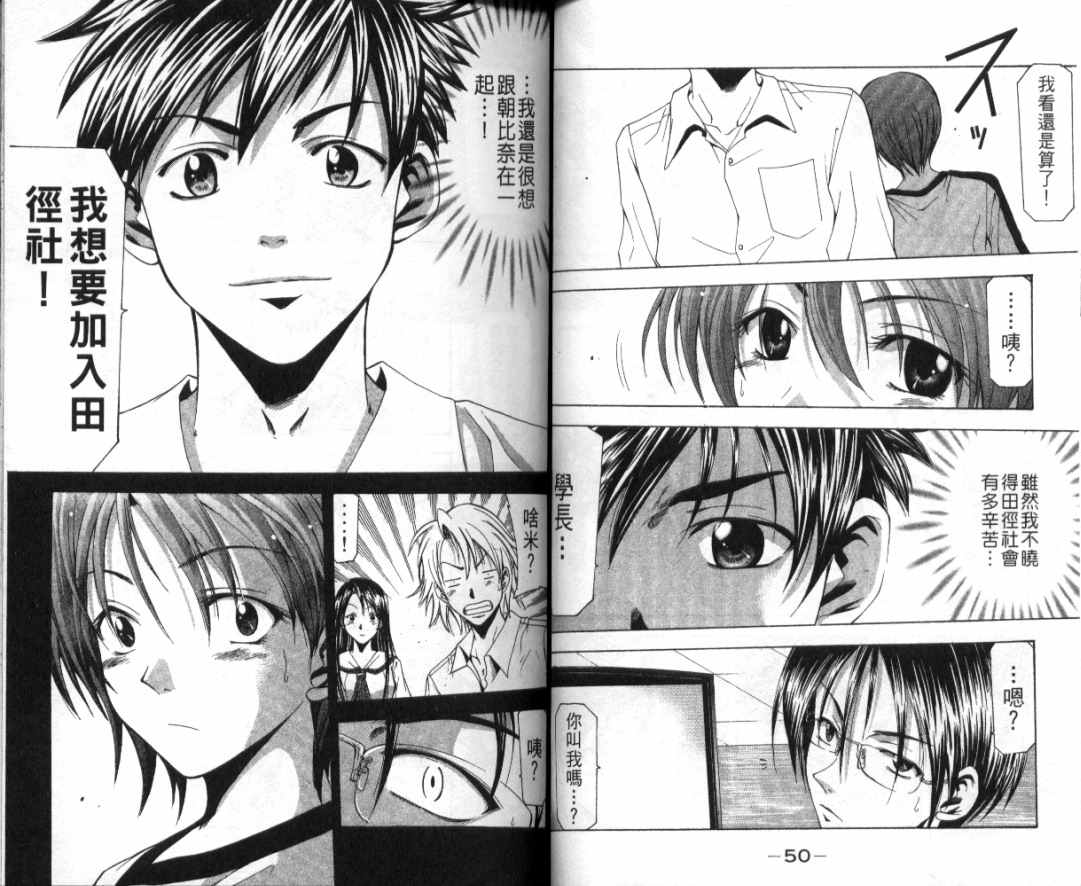 我看還是算了！
スッ
……咦？
雖然我不曉
得田徑社會
有多辛苦…
學長…
…嗯？
你叫我嗎…？
－50－
…我還是很想
跟朝比奈在一
起…！
我想要加入田
徑社！
啥米？
……！
咦？